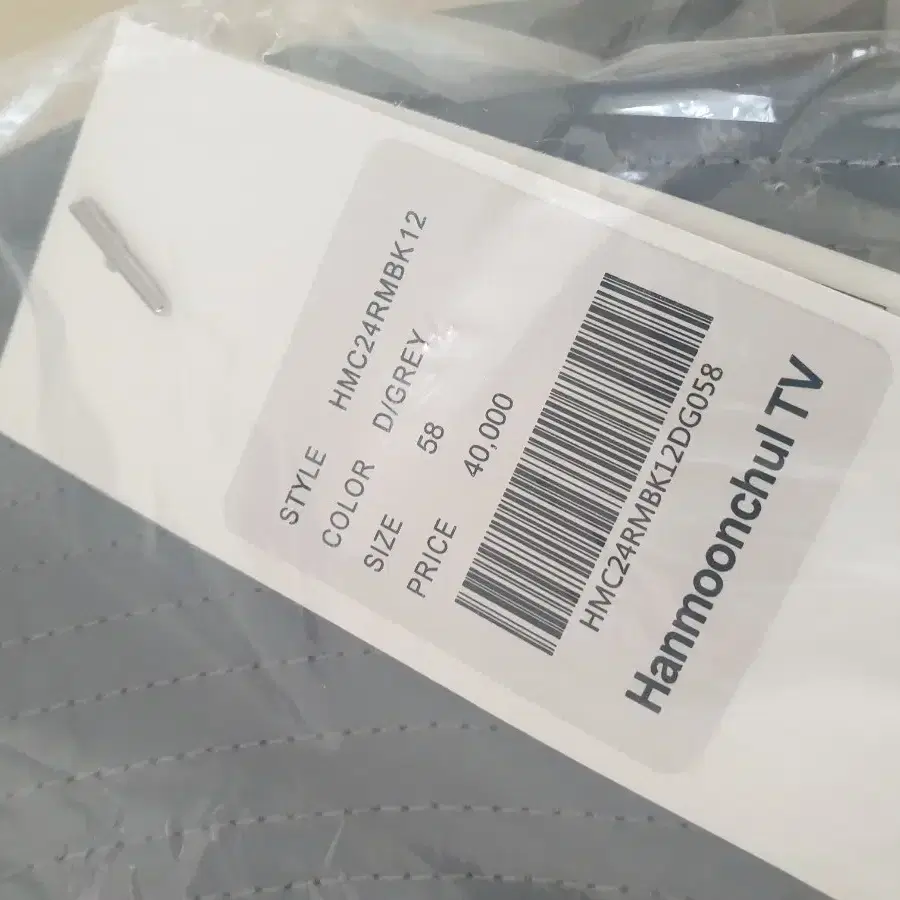 STYLE HMC24RMBK12
COLOR D/GREY
SIZE 58
PRICE 40,000
HMC24RMBK12DG058
Hanmoonchul TV